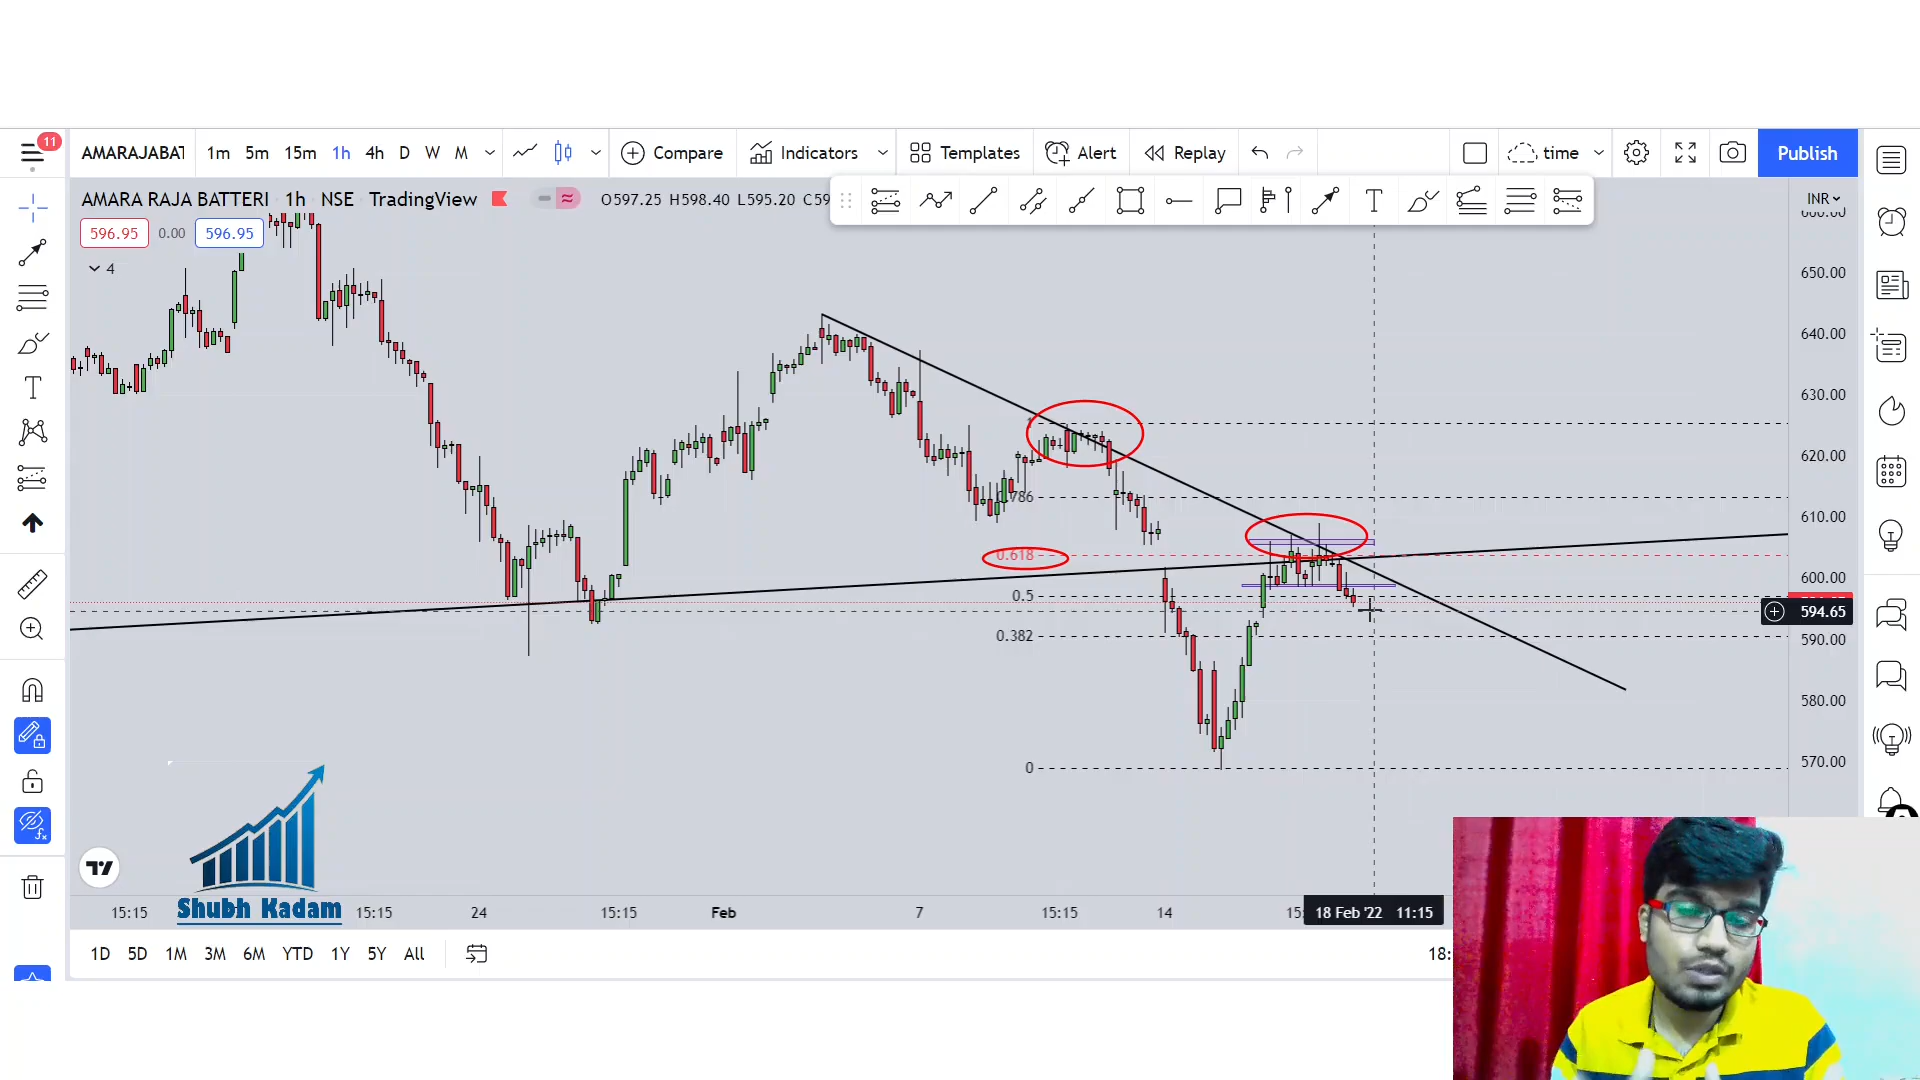 11
AMARAJABAT 1m 5m 15m 1h 4h D W M Compare Indicators Templates Alert Replay time Publish
AMARA RAJA BATTERI 1h NSE TradingView O597.25 H598.40 L595.20 C59
INR
596.95 0.00 596.95
4
650.00
640.00
630.00
1
620.00
0.786
610.00
0.618
600.00
0.5
594.65
0.382
590.00
580.00
0
570.00
Shubh Kadam
15:15 15:15 24 15:15 Feb 7 15:15 14 18 Feb '22 11:15
1D 5D 1M 3M 6M YTD 1Y 5Y All 18: